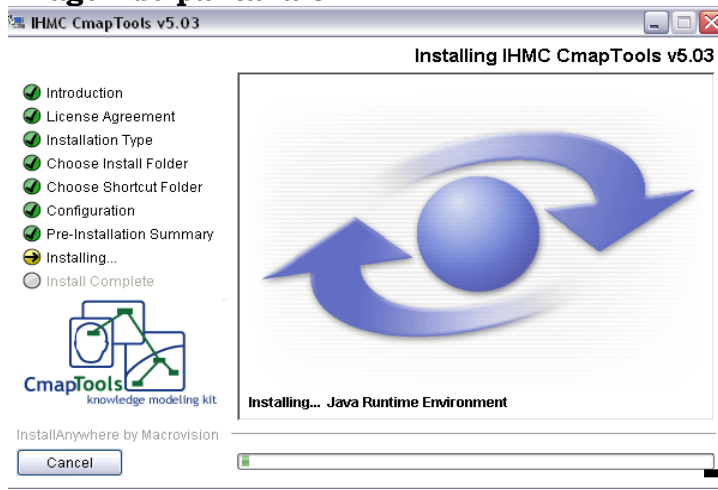 IHMC CmapTools v5.03
Installing IHMC CmapTools v5.03
Introduction
License Agreement
Installation Type
Choose Install Folder
Choose Shortcut Folder
Configuration
Pre-Installation Summary
Installing...
Install Complete
CmapTools
knowledge modeling kit
Installing... Java Runtime Environment
InstallAnywhere by Macrovision
Cancel